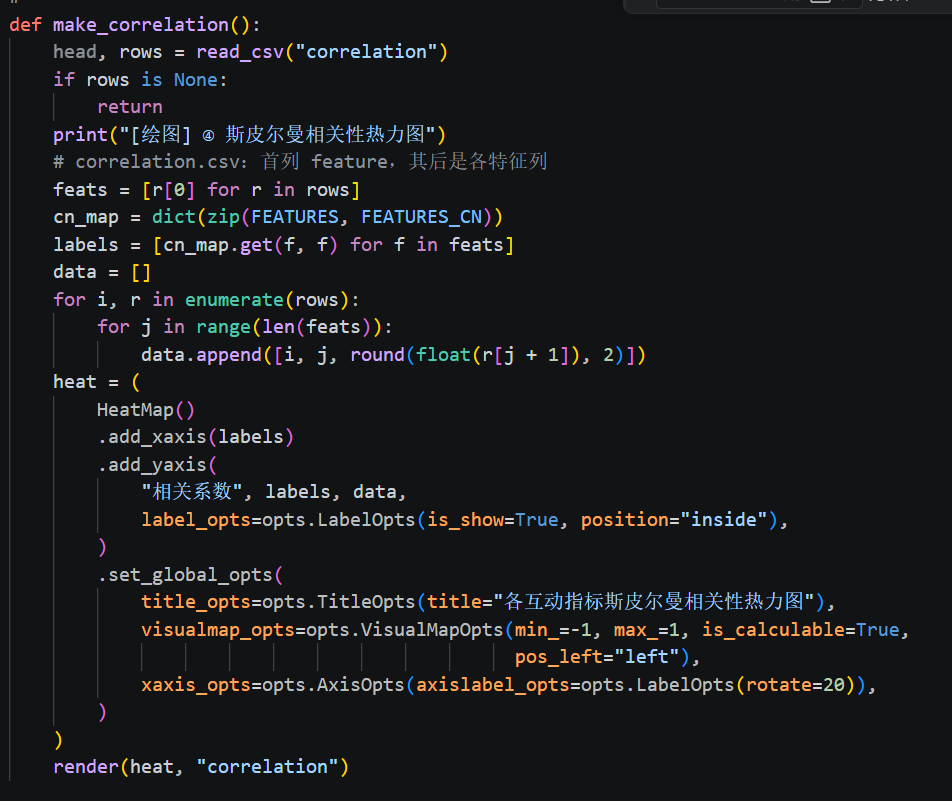 def make_correlation():
    head, rows = read_csv("correlation")
    if rows is None:
        return
    print("[绘图] ④ 斯皮尔曼相关性热力图")
    # correlation.csv: 首列 feature，其后是各特征列
    feats = [r[0] for r in rows]
    cn_map = dict(zip(FEATURES, FEATURES_CN))
    labels = [cn_map.get(f, f) for f in feats]
    data = []
    for i, r in enumerate(rows):
        for j in range(len(feats)):
            data.append([i, j, round(float(r[j + 1]), 2)])
    heat = (
        HeatMap()
        .add_xaxis(labels)
        .add_yaxis(
            "相关系数", labels, data,
            label_opts=opts.LabelOpts(is_show=True, position="inside"),
        )
        .set_global_opts(
            title_opts=opts.TitleOpts(title="各互动指标斯皮尔曼相关性热力图"),
            visualmap_opts=opts.VisualMapOpts(min_=-1, max_=1, is_calculable=True,
                                              pos_left="left"),
            xaxis_opts=opts.AxisOpts(axislabel_opts=opts.LabelOpts(rotate=20)),
        )
    )
    render(heat, "correlation")